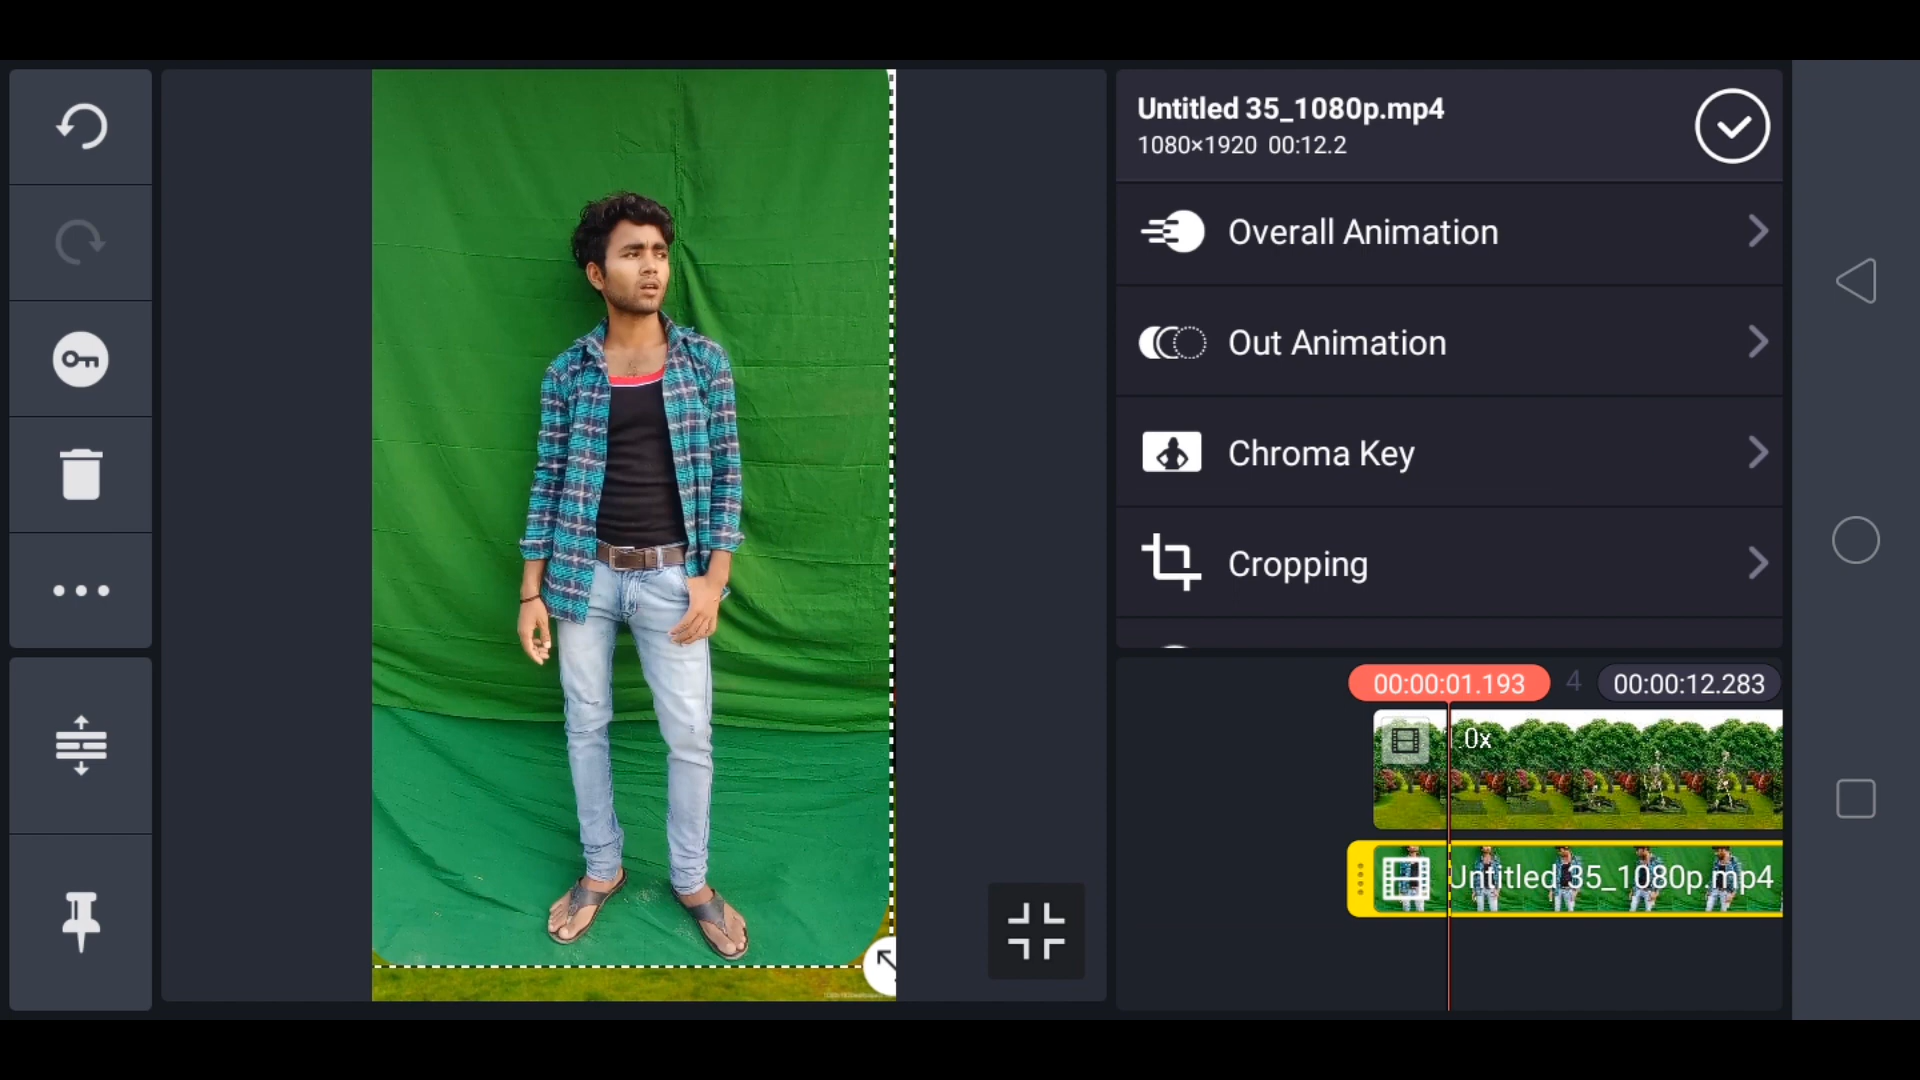 Untitled 35_1080p.mp4
1080×1920 00:12.2
Overall Animation
Out Animation
Chroma Key
Cropping
00:00:01.193
4
00:00:12.283
.0x
Untitled 35_1080p.mp4